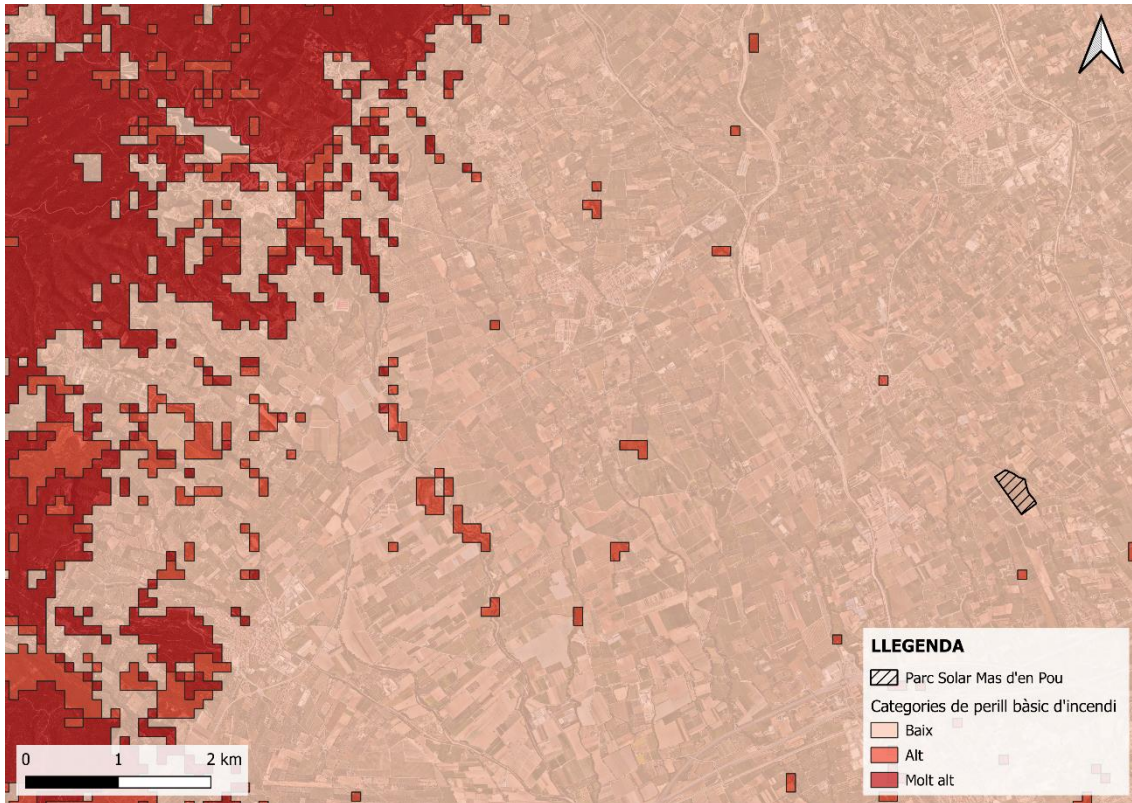 LLEGENDA
Parc Solar Mas d'en Pou
Categories de perill bàsic d'incendi
Baix
Alt
Molt alt
0 1 2 km